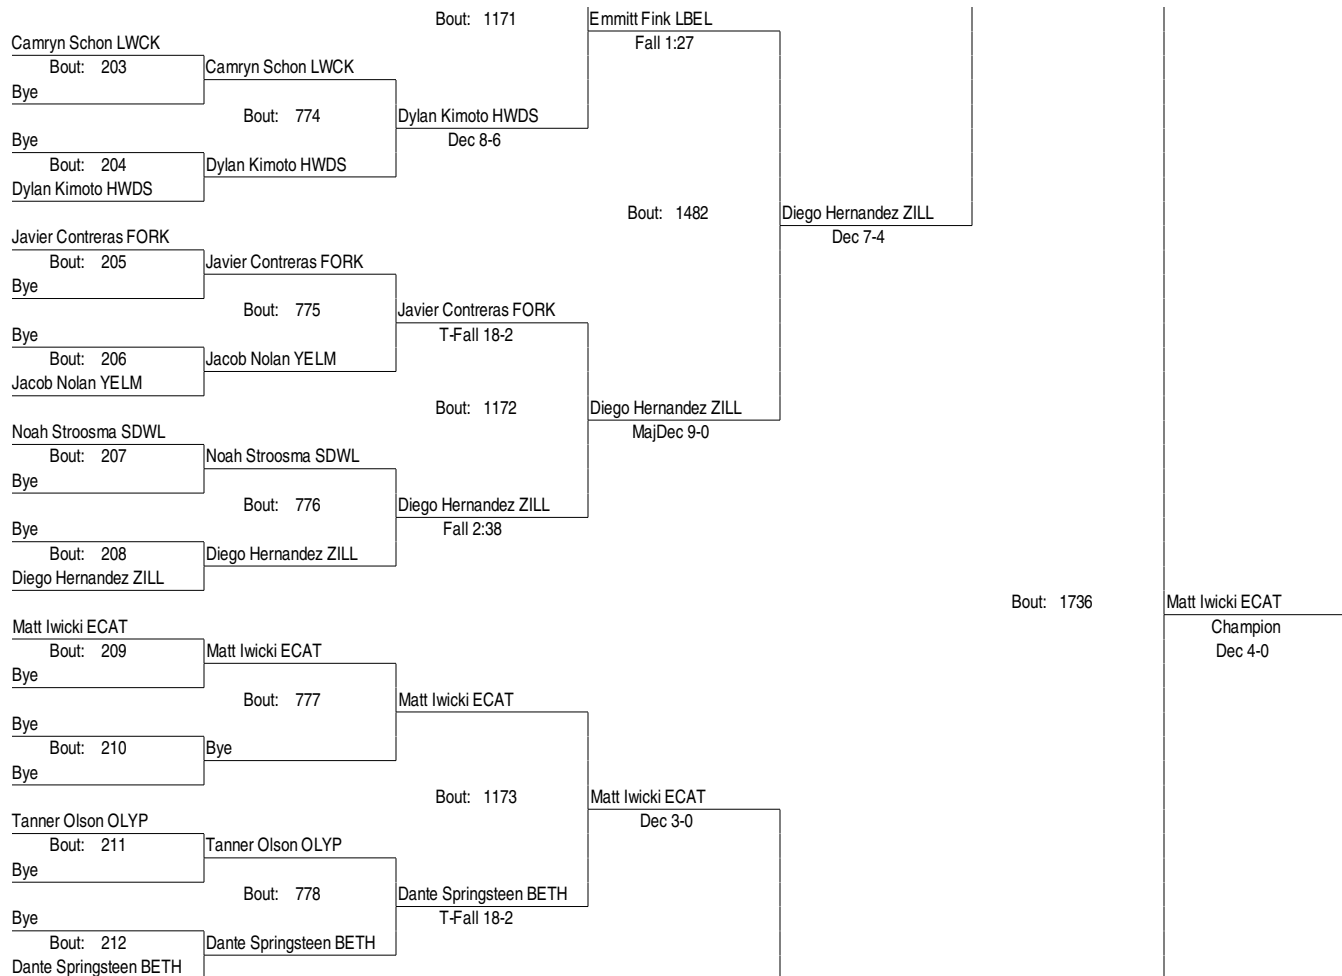 Bout: 1171 Emmitt Fink LBEL
Camryn Schon LWCK Fall 1:27
Bout: 203 Camryn Schon LWCK
Bye
Bout: 774 Dylan Kimoto HWDS
Bye Dec 8-6
Bout: 204 Dylan Kimoto HWDS
Dylan Kimoto HWDS
Bout: 1482 Diego Hernandez ZILL
Javier Contreras FORK Dec 7-4
Bout: 205 Javier Contreras FORK
Bye
Bout: 775 Javier Contreras FORK
Bye T-Fall 18-2
Bout: 206 Jacob Nolan YELM
Jacob Nolan YELM
Bout: 1172 Diego Hernandez ZILL
Noah Stroosma SDWL MajDec 9-0
Bout: 207 Noah Stroosma SDWL
Bye
Bout: 776 Diego Hernandez ZILL
Bye Fall 2:38
Bout: 208 Diego Hernandez ZILL
Diego Hernandez ZILL
Bout: 1736 Matt Iwicki ECAT
Matt Iwicki ECAT Champion
Bout: 209 Matt Iwicki ECAT Dec 4-0
Bye
Bout: 777 Matt Iwicki ECAT
Bye
Bout: 210 Bye
Bye
Bout: 1173 Matt Iwicki ECAT
Tanner Olson OLYP Dec 3-0
Bout: 211 Tanner Olson OLYP
Bye
Bout: 778 Dante Springsteen BETH
Bye T-Fall 18-2
Bout: 212 Dante Springsteen BETH
Dante Springsteen BETH